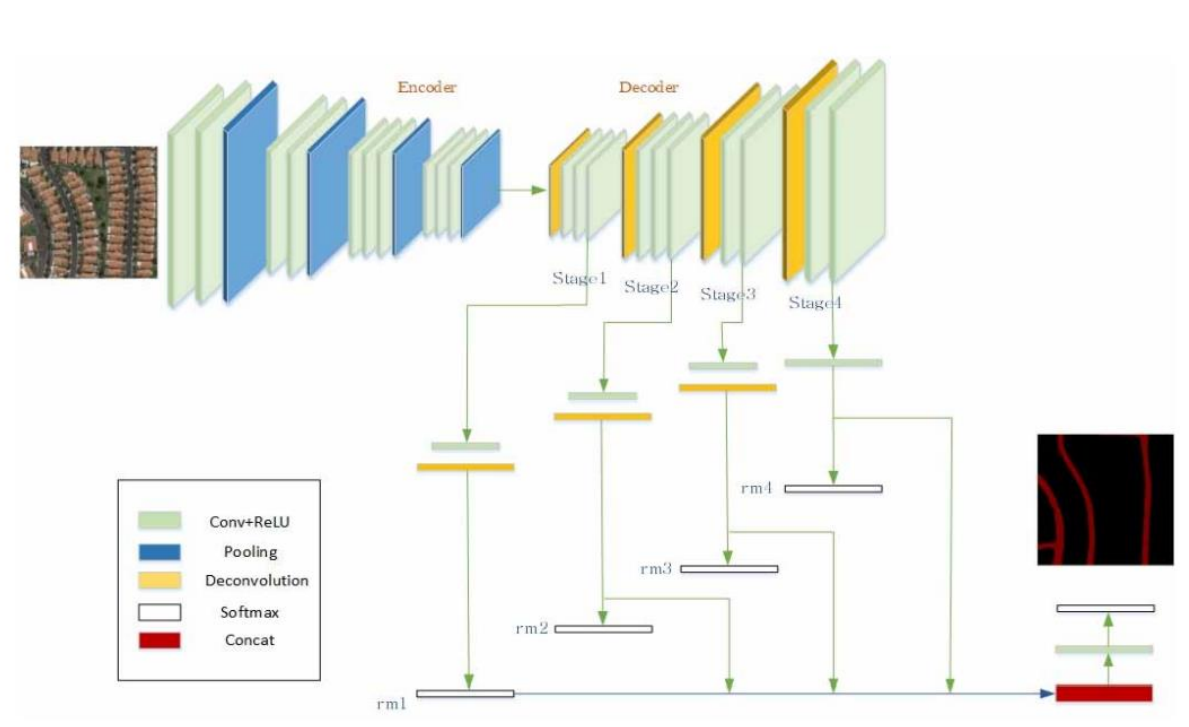 Encoder
Decoder
Stage1
Stage2
Stage3
Stage4
rm4
rm3
rm2
rm1
Conv+ReLU
Pooling
Deconvolution
Softmax
Concat